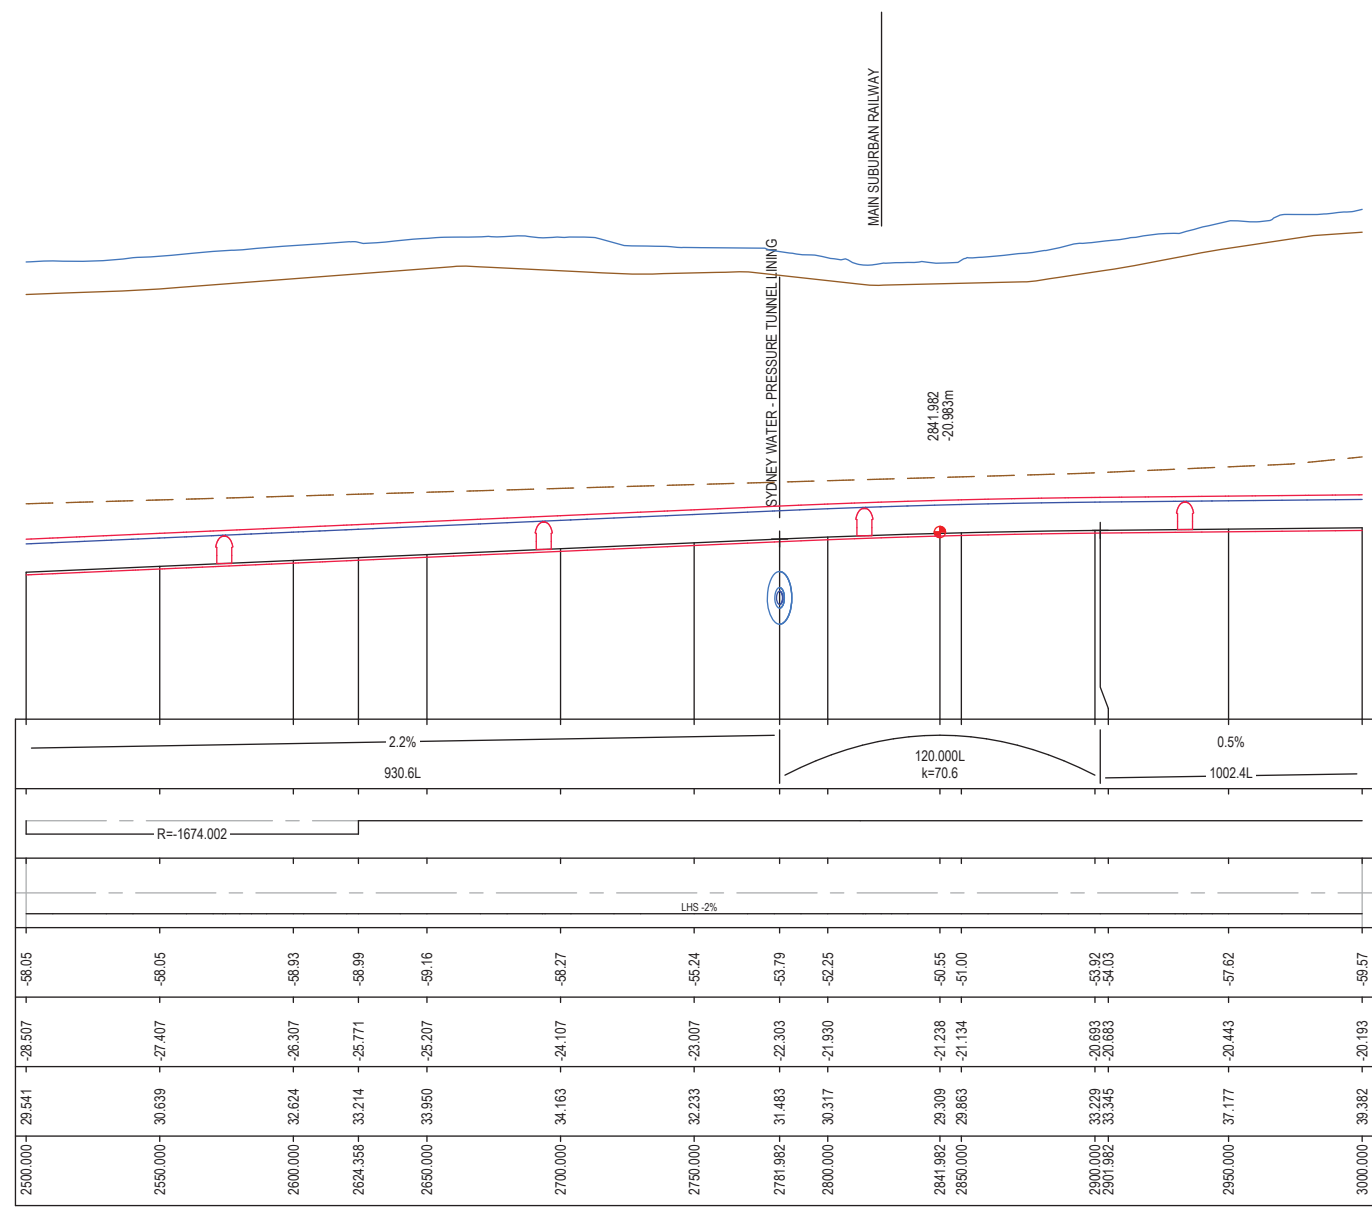 MAIN SUBURBAN RAILWAY
SYDNEY WATER - PRESSURE TUNNEL LINING
2841.982
-20.983m
2.2%
930.6L
120.000L
k=70.6
0.5%
1002.4L
R=-1674.002
LHS -2%
-58.05 -58.05 -58.93 -58.99 -59.16 -58.27 -55.24 -53.79 -52.25 -50.55 -51.00 -53.92 -54.03 -57.62 -59.57
-28.507 -27.407 -26.307 -25.771 -25.207 -24.107 -23.007 -22.303 -21.930 -21.238 -21.134 -20.693 -20.683 -20.443 -20.193
29.541 30.639 32.624 33.214 33.950 34.163 32.233 31.483 30.317 29.309 29.863 33.229 33.345 37.177 39.382
2500.000 2550.000 2600.000 2624.358 2650.000 2700.000 2750.000 2781.982 2800.000 2841.982 2850.000 2900.000 2901.982 2950.000 3000.000